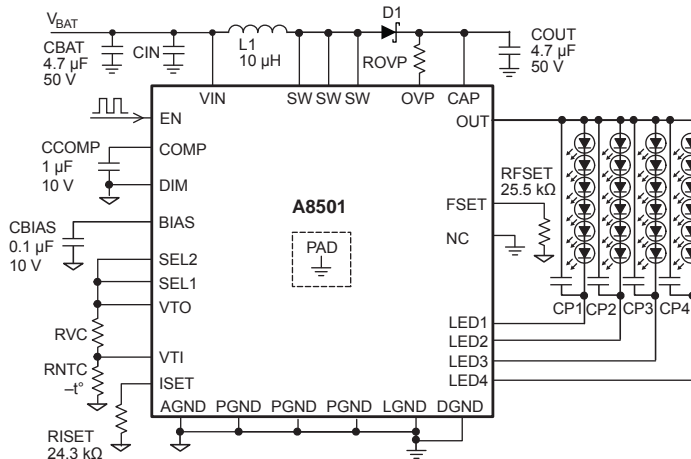 VBAT
D1
CBAT
4.7 µF
50 V
CIN
L1
10 µH
ROVP
COUT
4.7 µF
50 V
VIN
SW SW SW
OVP
CAP
EN
OUT
CCOMP
1 µF
10 V
COMP
DIM
RFSET
25.5 kΩ
A8501
FSET
CBIAS
0.1 µF
10 V
BIAS
PAD
NC
SEL2
SEL1
VTO
RVC
CP1 CP2 CP3 CP4
LED1
LED2
LED3
LED4
VTI
RNTC
–t°
ISET
AGND PGND PGND PGND LGND DGND
RISET
24.3 kΩ